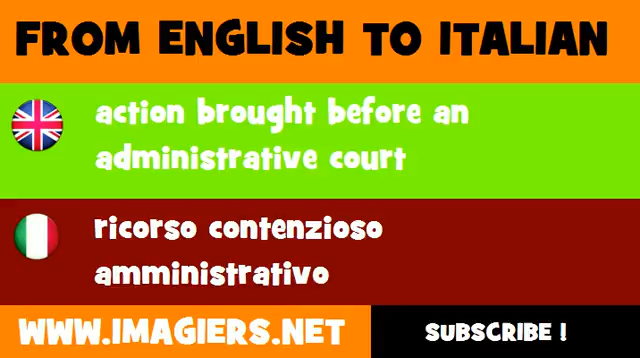 FROM ENGLISH TO ITALIAN
action brought before an
administrative court
ricorso contenzioso
amministrativo
WWW.IMAGIERS.NET
SUBSCRIBE !